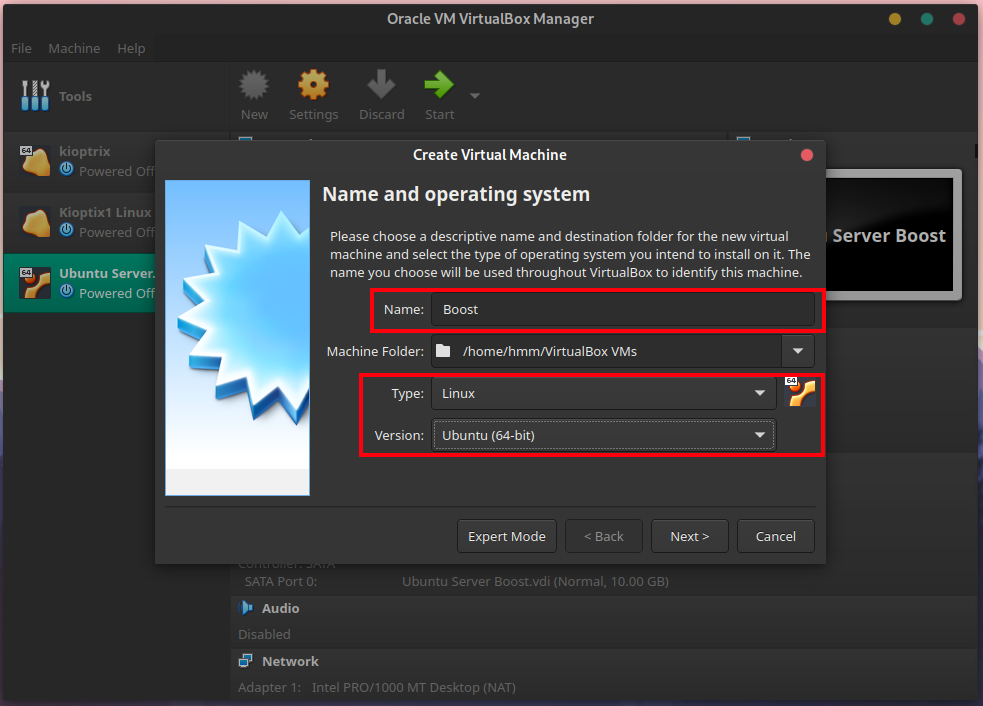 Oracle VM VirtualBox Manager
File Machine Help
Tools
New Settings Discard Start
64
kioptrix
Powered Off
Kioptix1 Linux
Powered Off
64
Ubuntu Server.
Powered Off
Server Boost
Create Virtual Machine
Name and operating system
Please choose a descriptive name and destination folder for the new virtual
machine and select the type of operating system you intend to install on it. The
name you choose will be used throughout VirtualBox to identify this machine.
Name: Boost
Machine Folder: /home/hmm/VirtualBox VMs
Type: Linux
64
Version: Ubuntu (64-bit)
Expert Mode < Back Next > Cancel
Controller: SATA
SATA Port 0: Ubuntu Server Boost.vdi (Normal, 10.00 GB)
Audio
Disabled
Network
Adapter 1: Intel PRO/1000 MT Desktop (NAT)